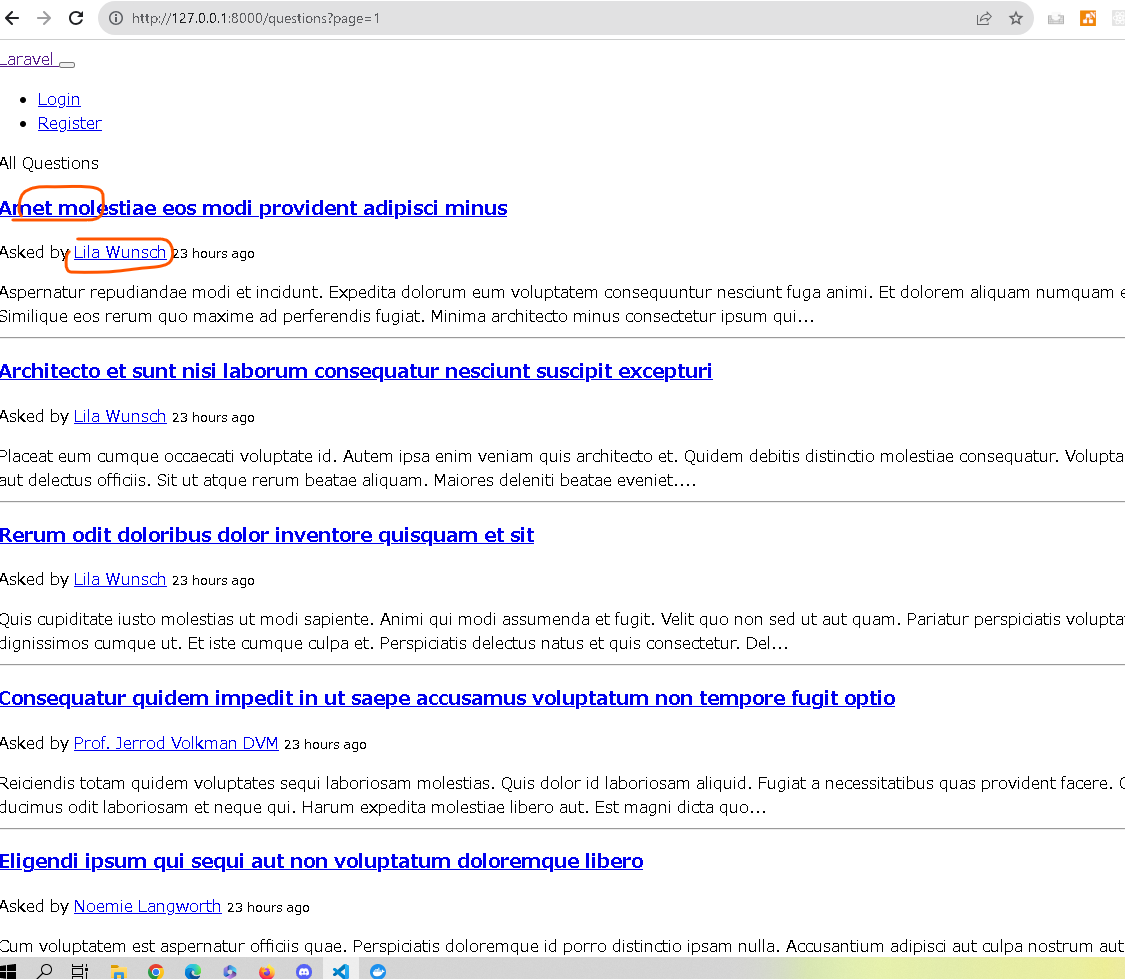 http://127.0.0.1:8000/questions?page=1
Laravel
Login
Register
All Questions
Amet molestiae eos modi provident adipisci minus
Asked by Lila Wunsch 23 hours ago
Aspernatur repudiandae modi et incidunt. Expedita dolorum eum voluptatem consequuntur nesciunt fuga animi. Et dolorem aliquam numquam e
Similique eos rerum quo maxime ad perferendis fugiat. Minima architecto minus consectetur ipsum qui...
Architecto et sunt nisi laborum consequatur nesciunt suscipit excepturi
Asked by Lila Wunsch 23 hours ago
Placeat eum cumque occaecati voluptate id. Autem ipsa enim veniam quis architecto et. Quidem debitis distinctio molestiae consequatur. Volupta
aut delectus officiis. Sit ut atque rerum beatae aliquam. Maiores deleniti beatae eveniet....
Rerum odit doloribus dolor inventore quisquam et sit
Asked by Lila Wunsch 23 hours ago
Quis cupiditate iusto molestias ut modi sapiente. Animi qui modi assumenda et fugit. Velit quo non sed ut aut quam. Pariatur perspiciatis volupta
dignissimos cumque ut. Et iste cumque culpa et. Perspiciatis delectus natus et quis consectetur. Del...
Consequatur quidem impedit in ut saepe accusamus voluptatum non tempore fugit optio
Asked by Prof. Jerrod Volkman DVM 23 hours ago
Reiciendis totam quidem voluptates sequi laboriosam molestias. Quis dolor id laboriosam aliquid. Fugiat a necessitatibus quas provident facere.
ducimus odit laboriosam et neque qui. Harum expedita molestiae libero aut. Est magni dicta quo...
Eligendi ipsum qui sequi aut non voluptatum doloremque libero
Asked by Noemie Langworth 23 hours ago
Cum voluptatem est aspernatur officiis quae. Perspiciatis doloremque id porro distinctio ipsam nulla. Accusantium adipisci aut culpa nostrum aut